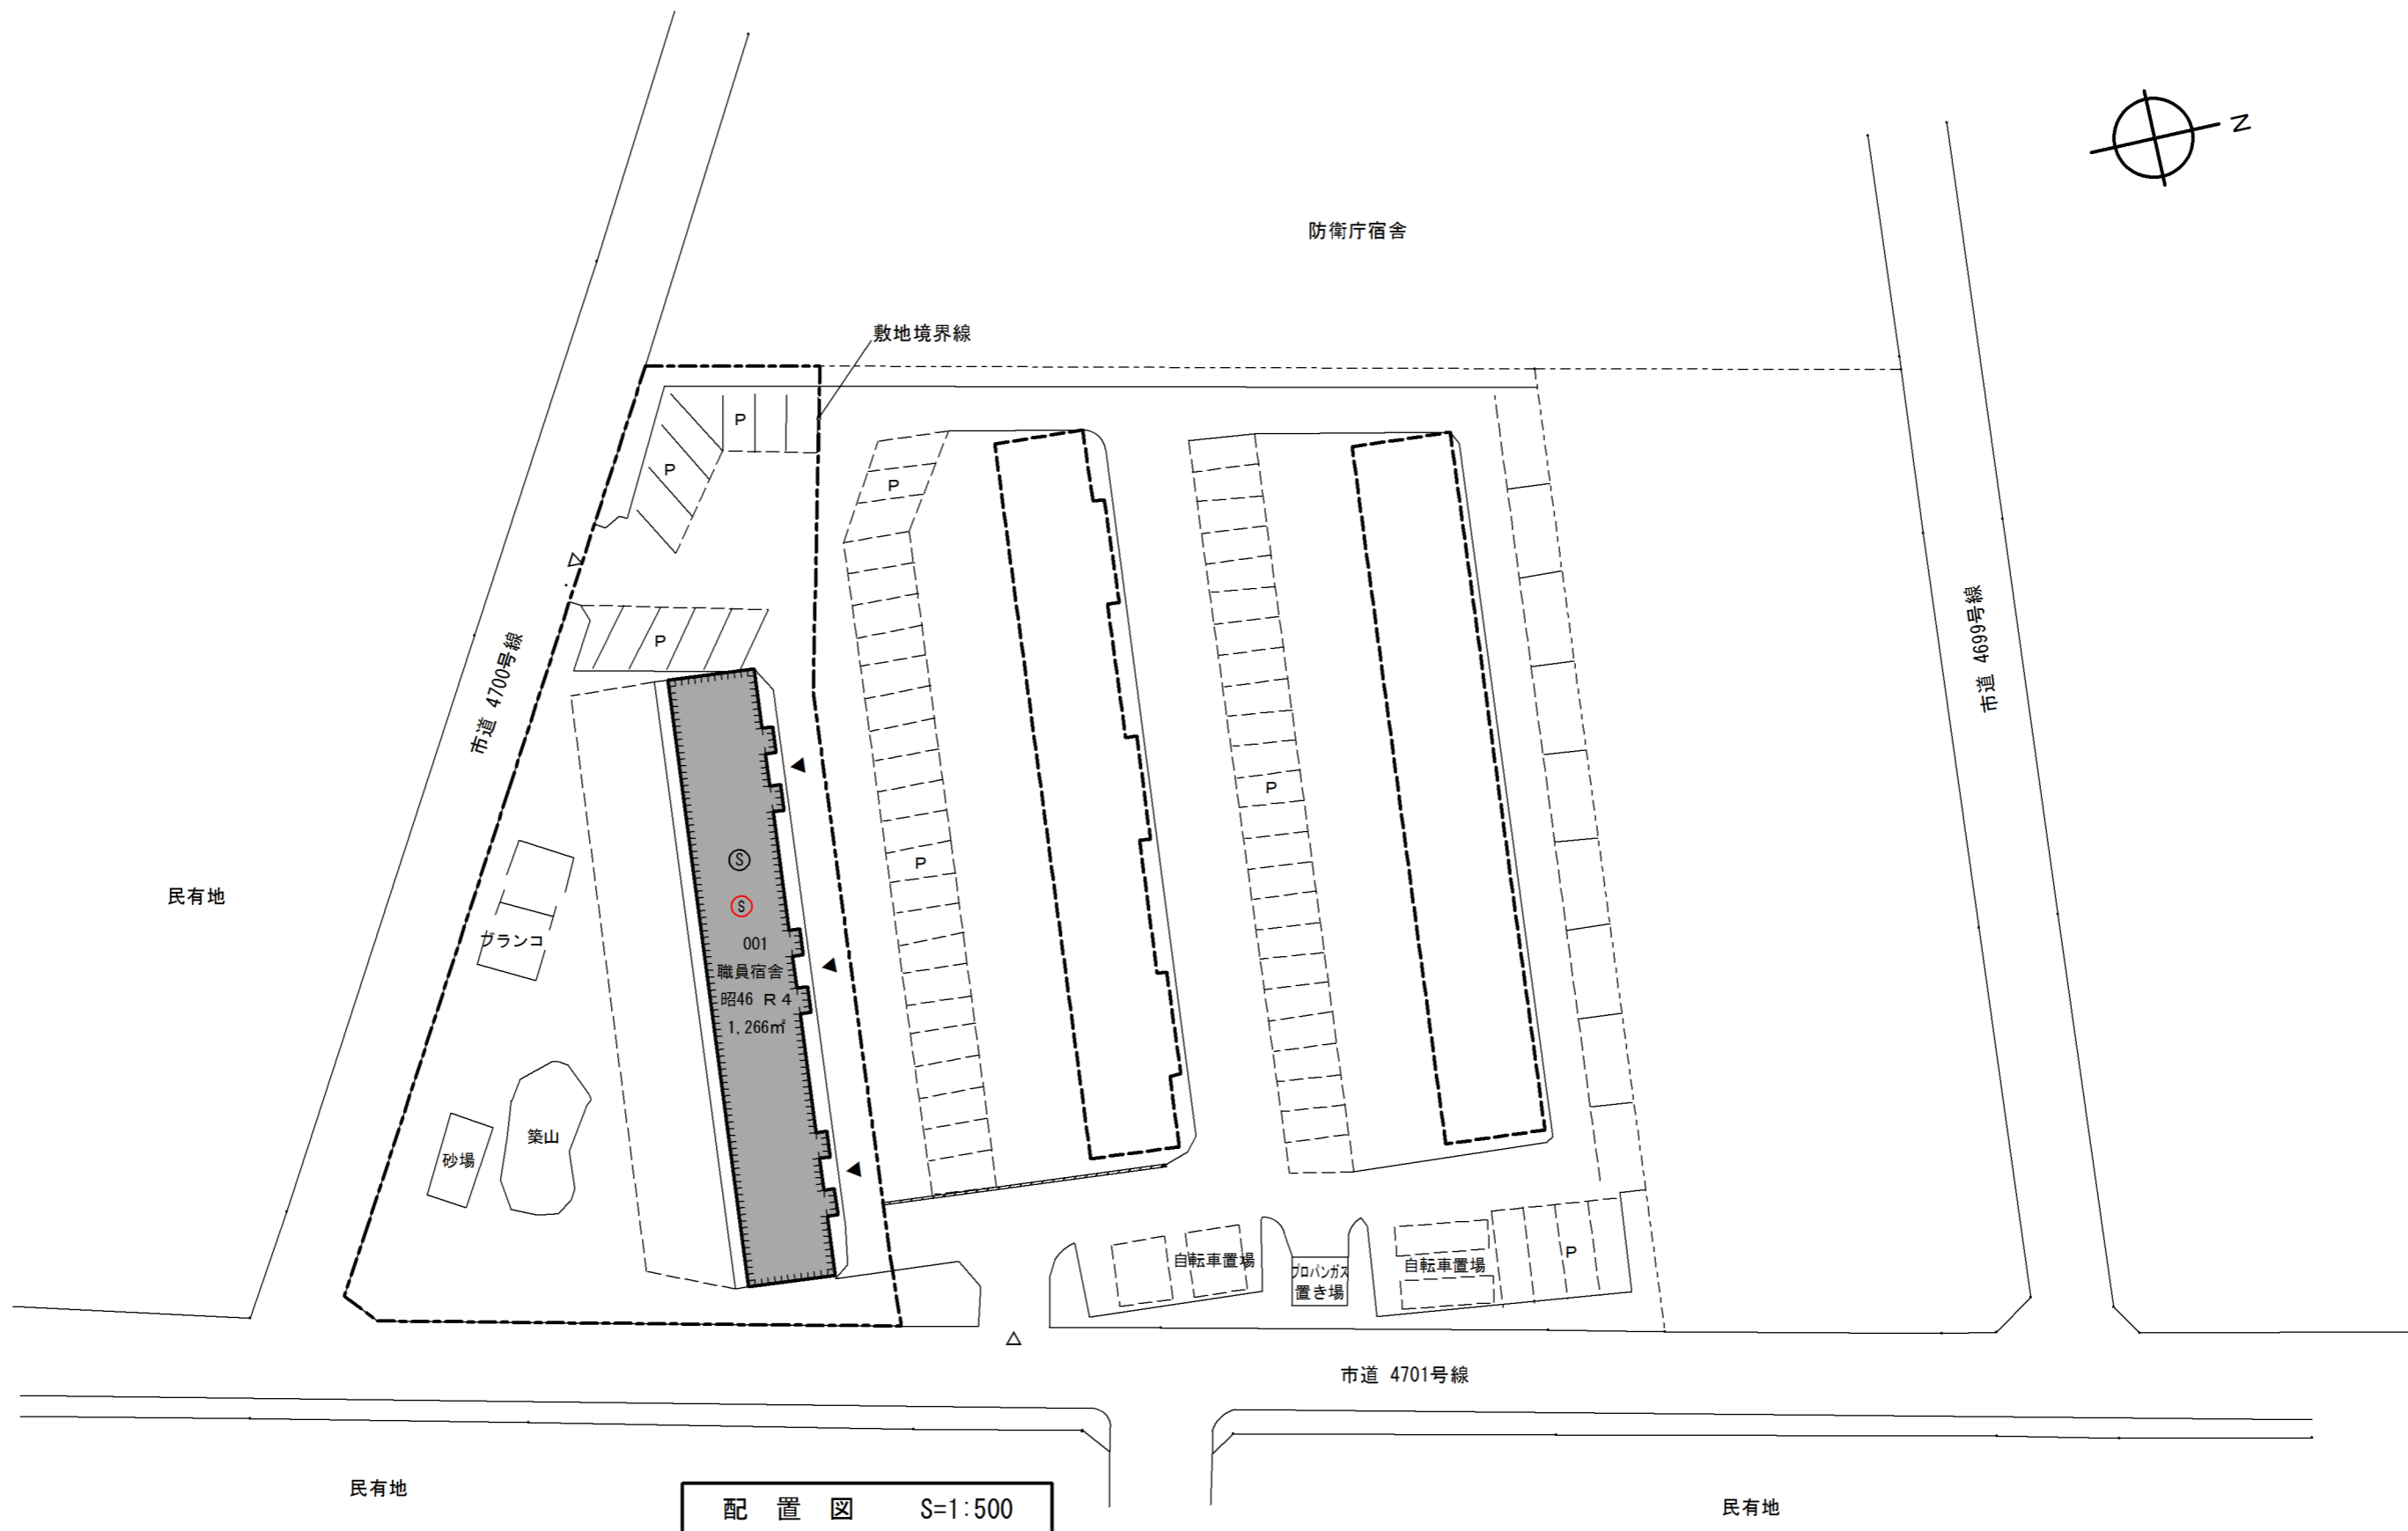 N
防衛庁宿舎
敷地境界線
P
P
P
市道 4699号線
P
市道 4700号線
P
S
P
民有地
S
ブランコ
001
職員宿舎
昭46 R 4
1,266㎡
築山
砂場
自転車置場
P
自転車置場
プロパンガス
置き場
市道 4701号線
民有地
配 置 図 S=1:500
民有地
P